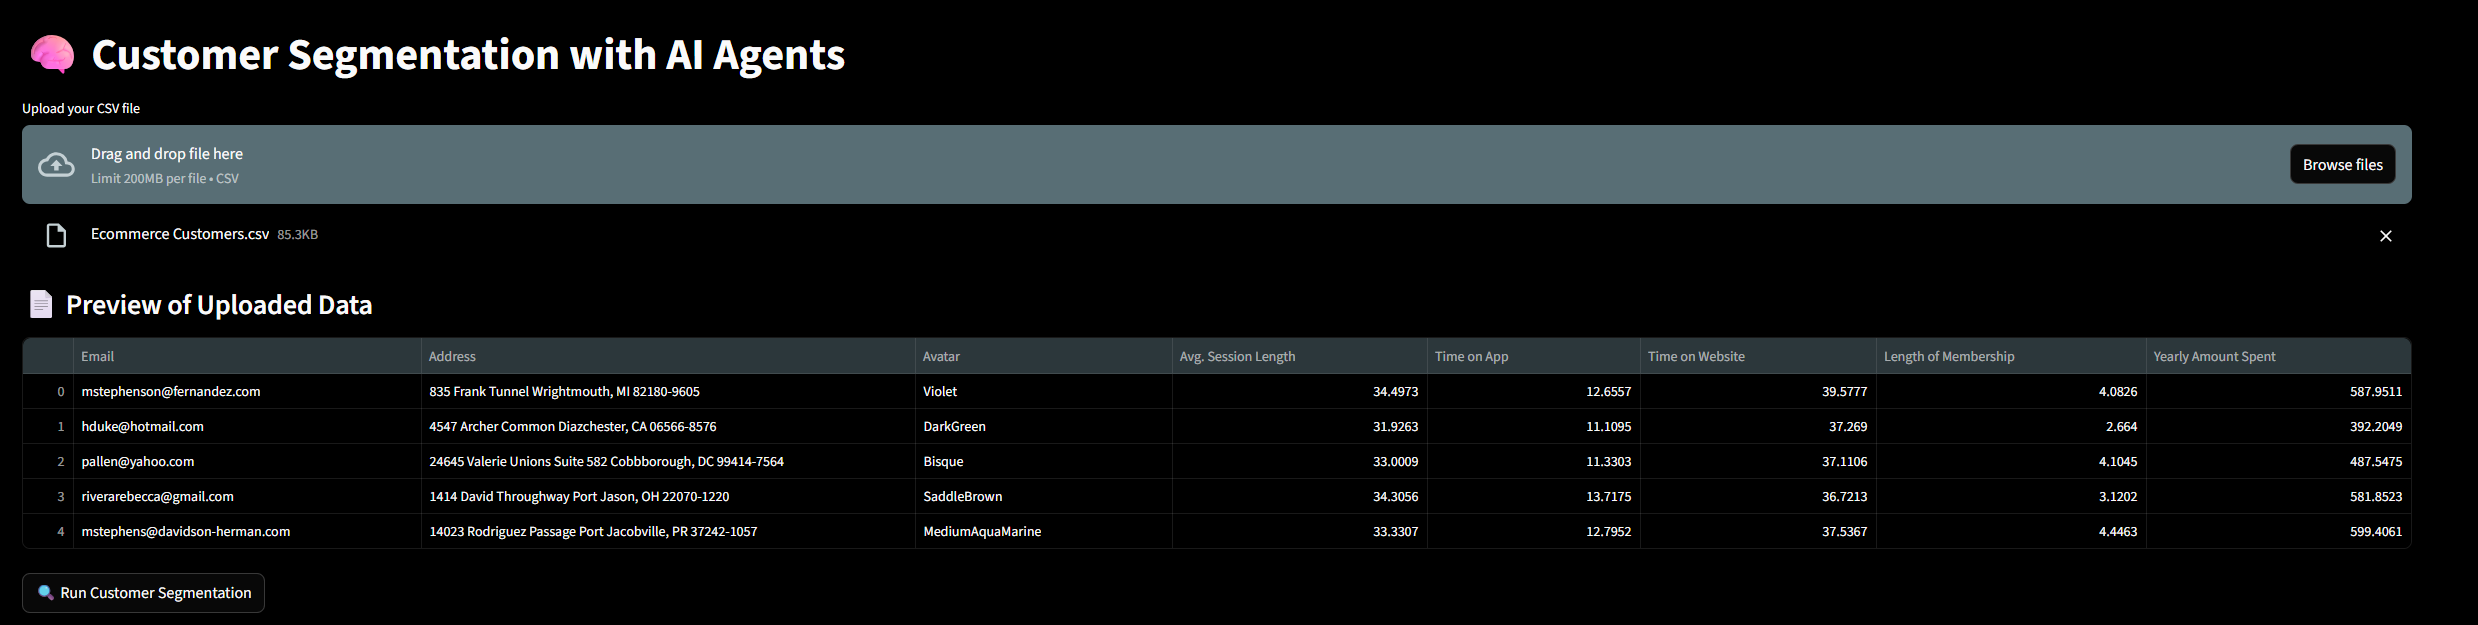 Customer Segmentation with AI Agents
Upload your CSV file
Drag and drop file here
Limit 200MB per file • CSV
Browse files
Ecommerce Customers.csv 85.3KB
Preview of Uploaded Data
Email Address Avatar Avg. Session Length Time on App Time on Website Length of Membership Yearly Amount Spent
0 mstephenson@fernandez.com 835 Frank Tunnel Wrightmouth, MI 82180-9605 Violet 34.4973 12.6557 39.5777 4.0826 587.9511
1 hduke@hotmail.com 4547 Archer Common Diazchester, CA 06566-8576 DarkGreen 31.9263 11.1095 37.269 2.664 392.2049
2 pallen@yahoo.com 24645 Valerie Unions Suite 582 Cobbborough, DC 99414-7564 Bisque 33.0009 11.3303 37.1106 4.1045 487.5475
3 riverarebecca@gmail.com 1414 David Throughway Port Jason, OH 22070-1220 SaddleBrown 34.3056 13.7175 36.7213 3.1202 581.8523
4 mstephens@davidson-herman.com 14023 Rodriguez Passage Port Jacobville, PR 37242-1057 MediumAquaMarine 33.3307 12.7952 37.5367 4.4463 599.4061
Run Customer Segmentation